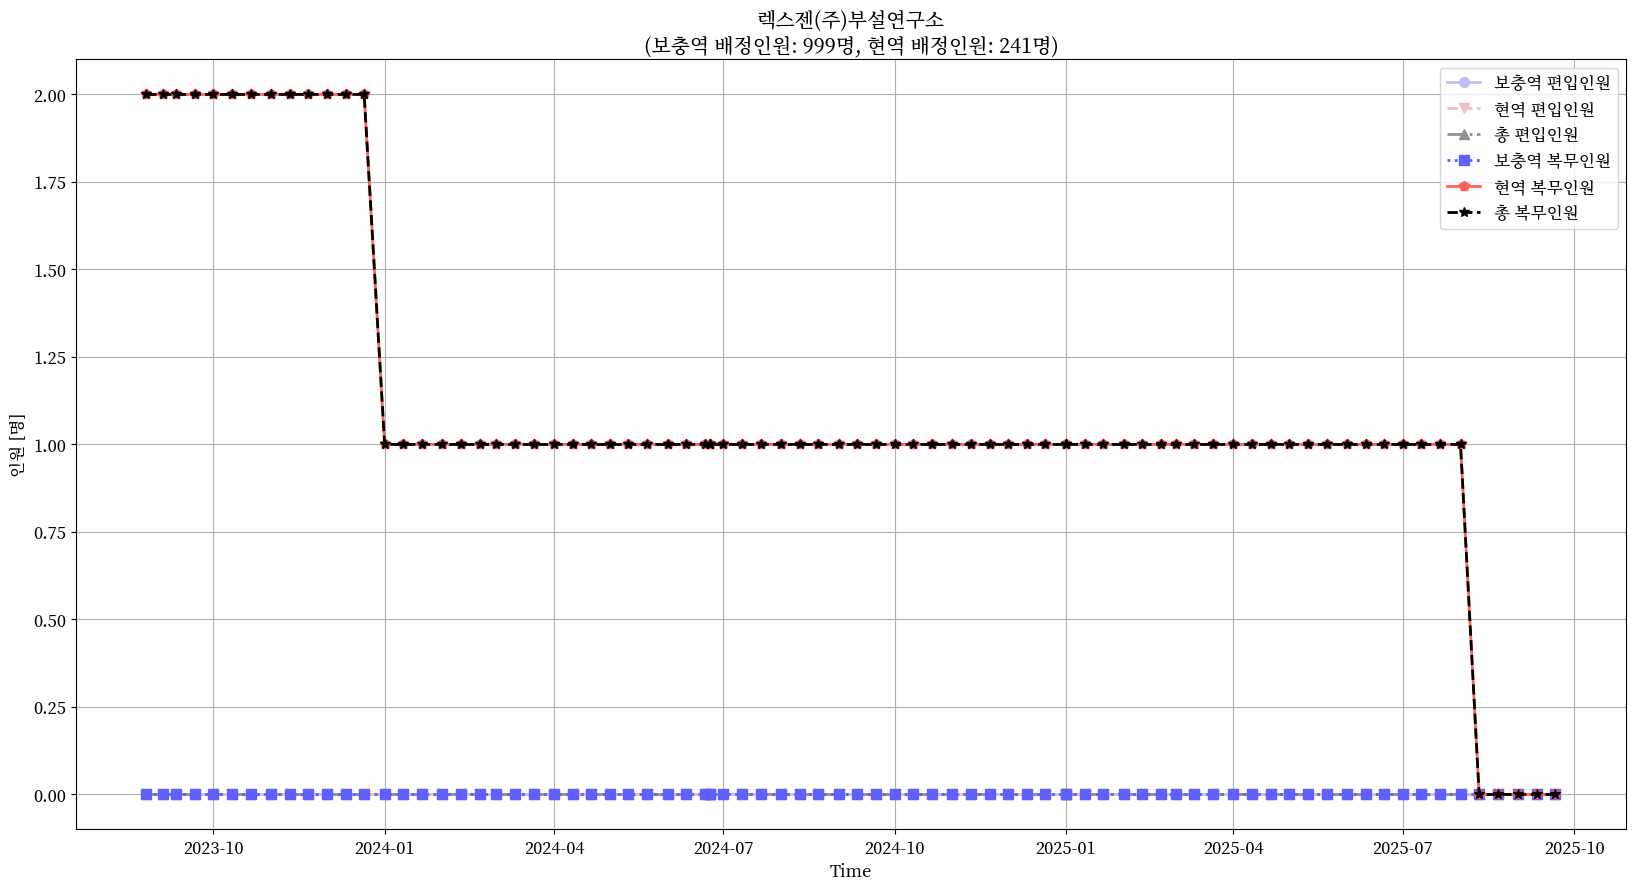 렉스젠(주)부설연구소
(보충역 배정인원: 999명, 현역 배정인원: 241명)
보충역 편입인원
현역 편입인원
총 편입인원
보충역 복무인원
현역 복무인원
총 복무인원
인원 [명]
2.00
1.75
1.50
1.25
1.00
0.75
0.50
0.25
0.00
2023-10
2024-01
2024-04
2024-07
2024-10
2025-01
2025-04
2025-07
2025-10
Time